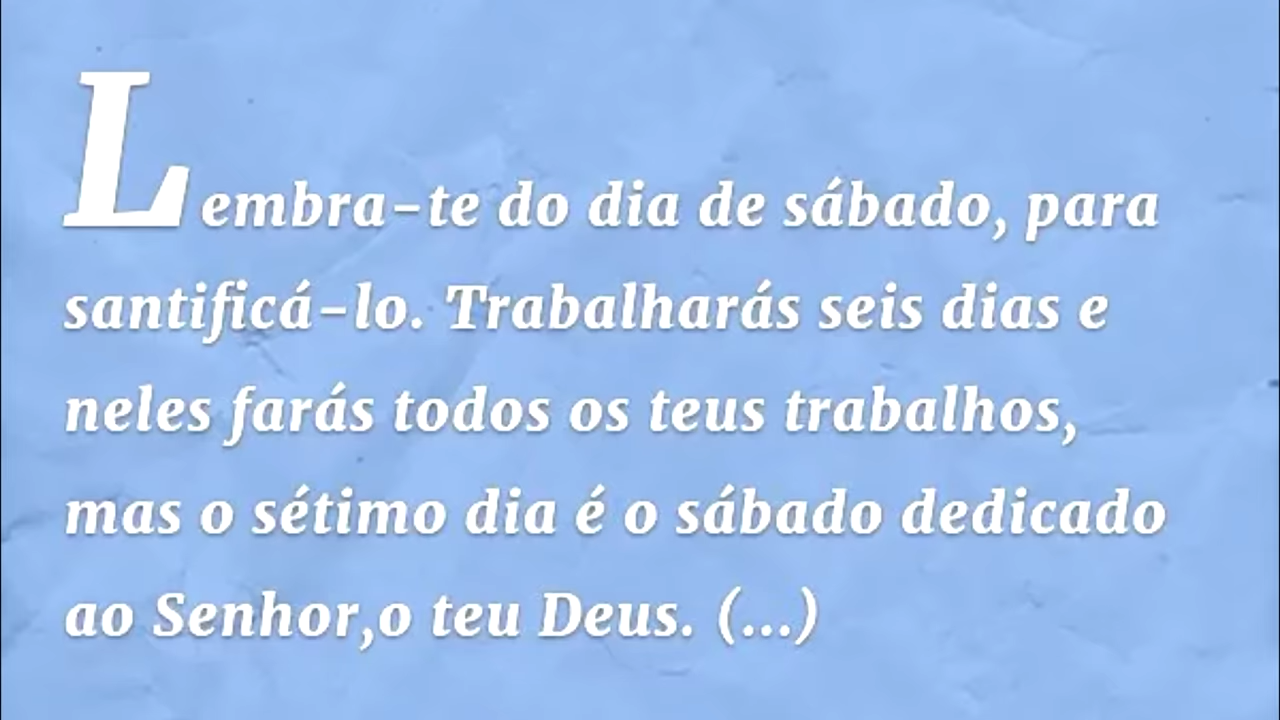 Lembra-te do dia de sábado, para
santificá-lo. Trabalharás seis dias e
neles farás todos os teus trabalhos,
mas o sétimo dia é o sábado dedicado
ao Senhor,o teu Deus. (...)